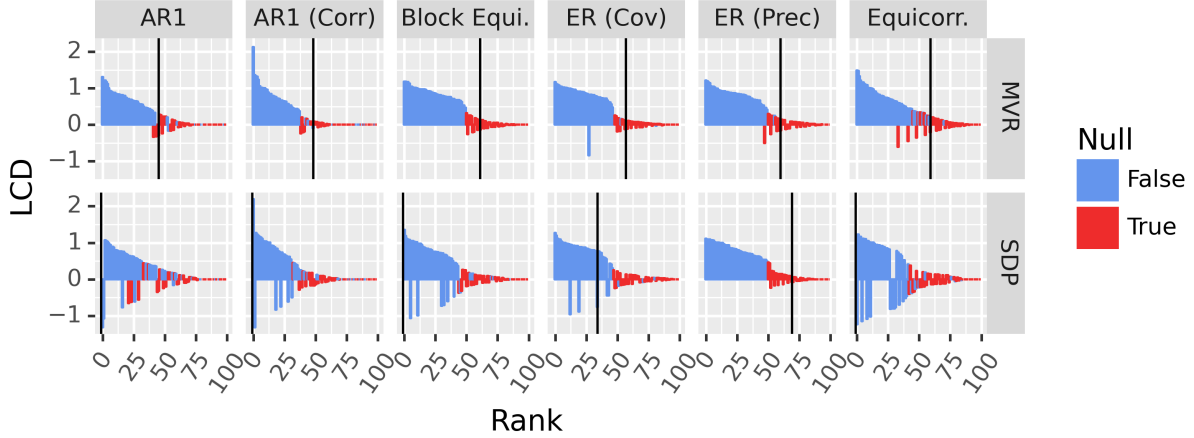 AR1 AR1 (Corr) Block Equi. ER (Cov) ER (Prec) Equicorr.
2
1
0
−1
MVR
2
1
0
−1
SDP
LCD
0 25 50 75 100 0 25 50 75 100 0 25 50 75 100 0 25 50 75 100 0 25 50 75 100 0 25 50 75 100
Rank
Null
False
True